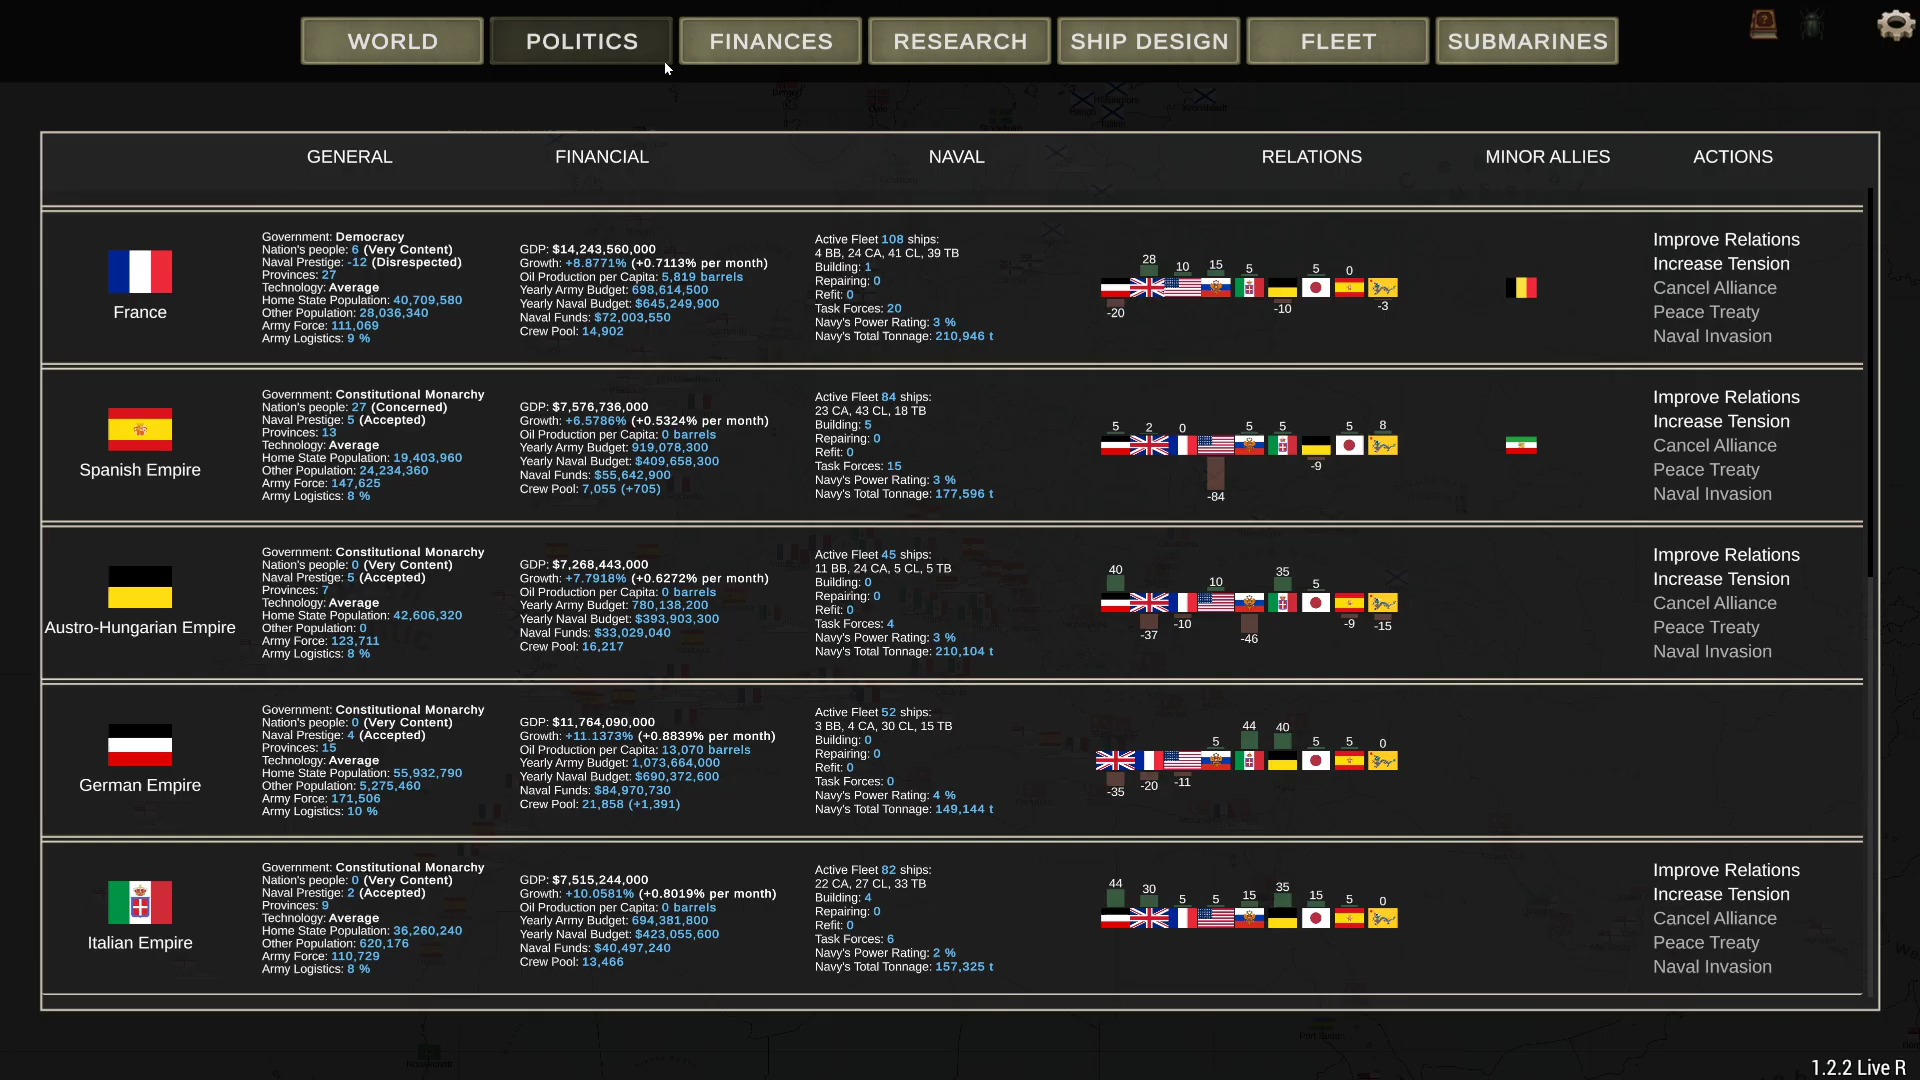 WORLD
POLITICS
FINANCES
RESEARCH
SHIP DESIGN
FLEET
SUBMARINES
GENERAL
FINANCIAL
NAVAL
RELATIONS
MINOR ALLIES
ACTIONS
France
Government: Democracy
Nation's people: 6 (Very Content)
Naval Prestige: -12 (Disrespected)
Provinces: 27
Technology: Average
Home State Population: 40,709,580
Other Population: 28,036,340
Army Force: 111,069
Army Logistics: 9 %
GDP: $14,243,560,000
Growth: +8.8771% (+0.7113% per month)
Oil Production per Capita: 5,819 barrels
Yearly Army Budget: 698,614,500
Yearly Naval Budget: $645,249,900
Naval Funds: $72,003,550
Crew Pool: 14,902
Active Fleet 108 ships:
4 BB, 24 CA, 41 CL, 39 TB
Building: 1
Repairing: 0
Refit: 0
Task Forces: 20
Navy's Power Rating: 3 %
Navy's Total Tonnage: 210,946 t
28 10 15 5 5 0
-20 -10 -3
Improve Relations
Increase Tension
Cancel Alliance
Peace Treaty
Naval Invasion
Spanish Empire
Government: Constitutional Monarchy
Nation's people: 27 (Concerned)
Naval Prestige: 5 (Accepted)
Provinces: 13
Technology: Average
Home State Population: 19,403,960
Other Population: 24,234,360
Army Force: 147,625
Army Logistics: 8 %
GDP: $7,576,736,000
Growth: +6.5786% (+0.5324% per month)
Oil Production per Capita: 0 barrels
Yearly Army Budget: 919,078,300
Yearly Naval Budget: $409,658,300
Naval Funds: $55,642,900
Crew Pool: 7,055 (+705)
Active Fleet 84 ships:
23 CA, 43 CL, 18 TB
Building: 5
Repairing: 0
Refit: 0
Task Forces: 15
Navy's Power Rating: 3 %
Navy's Total Tonnage: 177,596 t
5 2 0 5 5 5 8
-84 -9
Improve Relations
Increase Tension
Cancel Alliance
Peace Treaty
Naval Invasion
Austro-Hungarian Empire
Government: Constitutional Monarchy
Nation's people: 0 (Very Content)
Naval Prestige: 5 (Accepted)
Provinces: 7
Technology: Average
Home State Population: 42,606,320
Other Population: 0
Army Force: 123,711
Army Logistics: 8 %
GDP: $7,268,443,000
Growth: +7.7918% (+0.6272% per month)
Oil Production per Capita: 0 barrels
Yearly Army Budget: 780,138,200
Yearly Naval Budget: $393,903,300
Naval Funds: $33,029,040
Crew Pool: 16,217
Active Fleet 45 ships:
11 BB, 24 CA, 5 CL, 5 TB
Building: 0
Repairing: 0
Refit: 0
Task Forces: 4
Navy's Power Rating: 3 %
Navy's Total Tonnage: 210,104 t
40 10 35 5
-37 -10 -46 -9 -15
Improve Relations
Increase Tension
Cancel Alliance
Peace Treaty
Naval Invasion
German Empire
Government: Constitutional Monarchy
Nation's people: 0 (Very Content)
Naval Prestige: 4 (Accepted)
Provinces: 15
Technology: Average
Home State Population: 55,932,790
Other Population: 5,275,460
Army Force: 171,506
Army Logistics: 10 %
GDP: $11,764,090,000
Growth: +11.1373% (+0.8839% per month)
Oil Production per Capita: 13,070 barrels
Yearly Army Budget: 1,073,664,000
Yearly Naval Budget: $690,372,600
Naval Funds: $84,970,730
Crew Pool: 21,858 (+1,391)
Active Fleet 52 ships:
3 BB, 4 CA, 30 CL, 15 TB
Building: 0
Repairing: 0
Refit: 0
Task Forces: 0
Navy's Power Rating: 4 %
Navy's Total Tonnage: 149,144 t
5 44 40 5 5 0
-35 -20 -11
Italian Empire
Government: Constitutional Monarchy
Nation's people: 0 (Very Content)
Naval Prestige: 2 (Accepted)
Provinces: 9
Technology: Average
Home State Population: 36,260,240
Other Population: 620,176
Army Force: 110,729
Army Logistics: 8 %
GDP: $7,515,244,000
Growth: +10.0581% (+0.8019% per month)
Oil Production per Capita: 0 barrels
Yearly Army Budget: 694,381,800
Yearly Naval Budget: $423,055,600
Naval Funds: $40,497,240
Crew Pool: 13,466
Active Fleet 82 ships:
22 CA, 27 CL, 33 TB
Building: 4
Repairing: 0
Refit: 0
Task Forces: 6
Navy's Power Rating: 2 %
Navy's Total Tonnage: 157,325 t
44 30 5 5 15 35 15 5 0
Improve Relations
Increase Tension
Cancel Alliance
Peace Treaty
Naval Invasion
1.2.2 Live R